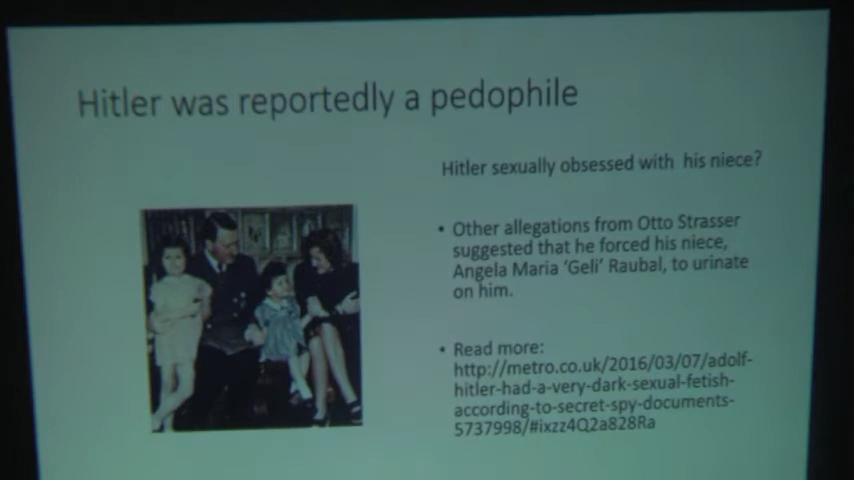 Hitler was reportedly a pedophile
Hitler sexually obsessed with his niece?
• Other allegations from Otto Strasser
suggested that he forced his niece,
Angela Maria ‘Geli’ Raubal, to urinate
on him.
• Read more:
http://metro.co.uk/2016/03/07/adolf-
hitler-had-a-very-dark-sexual-fetish-
according-to-secret-spy-documents-
5737998/#ixzz4Q2a828Ra